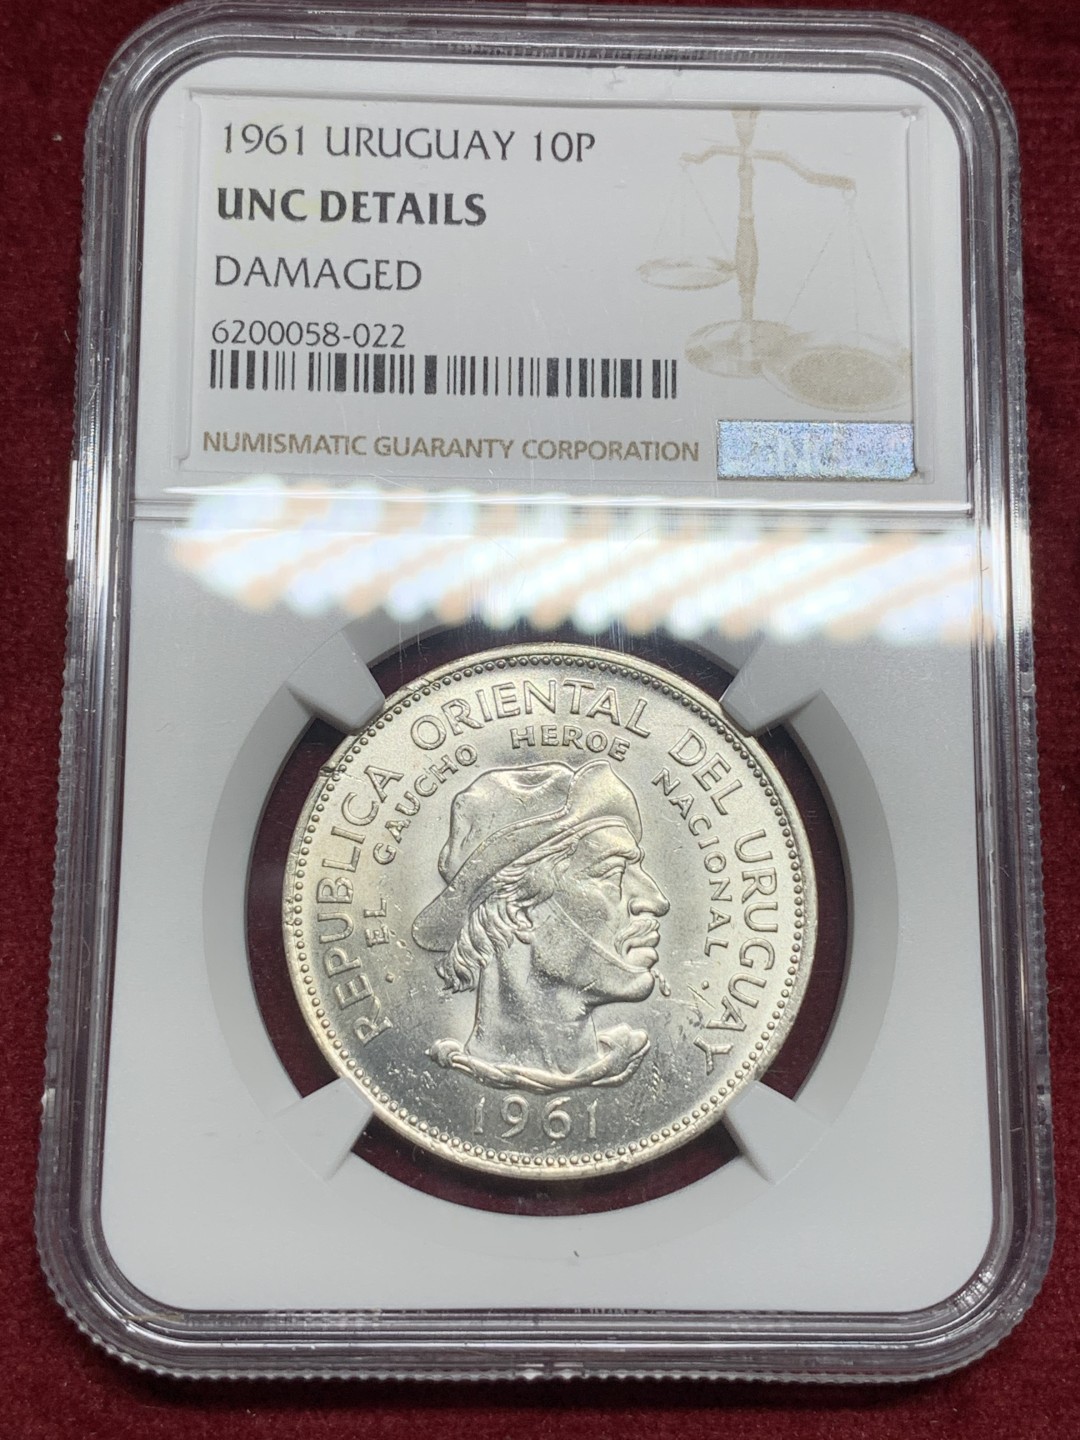 1961 URUGUAY 10P
UNC DETAILS
DAMAGED
6200058-022
NUMISMATIC GUARANTY CORPORATION
REPUBLICA ORIENTAL DEL URUGUAY
· EL GAUCHO HEROE NACIONAL ·
1961